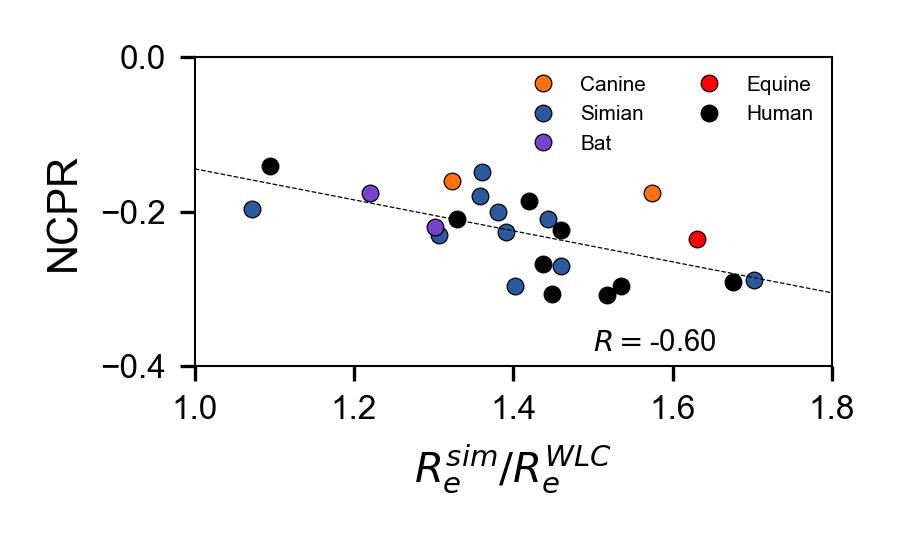 0.0
−0.2
−0.4
NCPR
Canine
Simian
Bat
Equine
Human
R = -0.60
1.0 1.2 1.4 1.6 1.8
R_e^{sim}/R_e^{WLC}